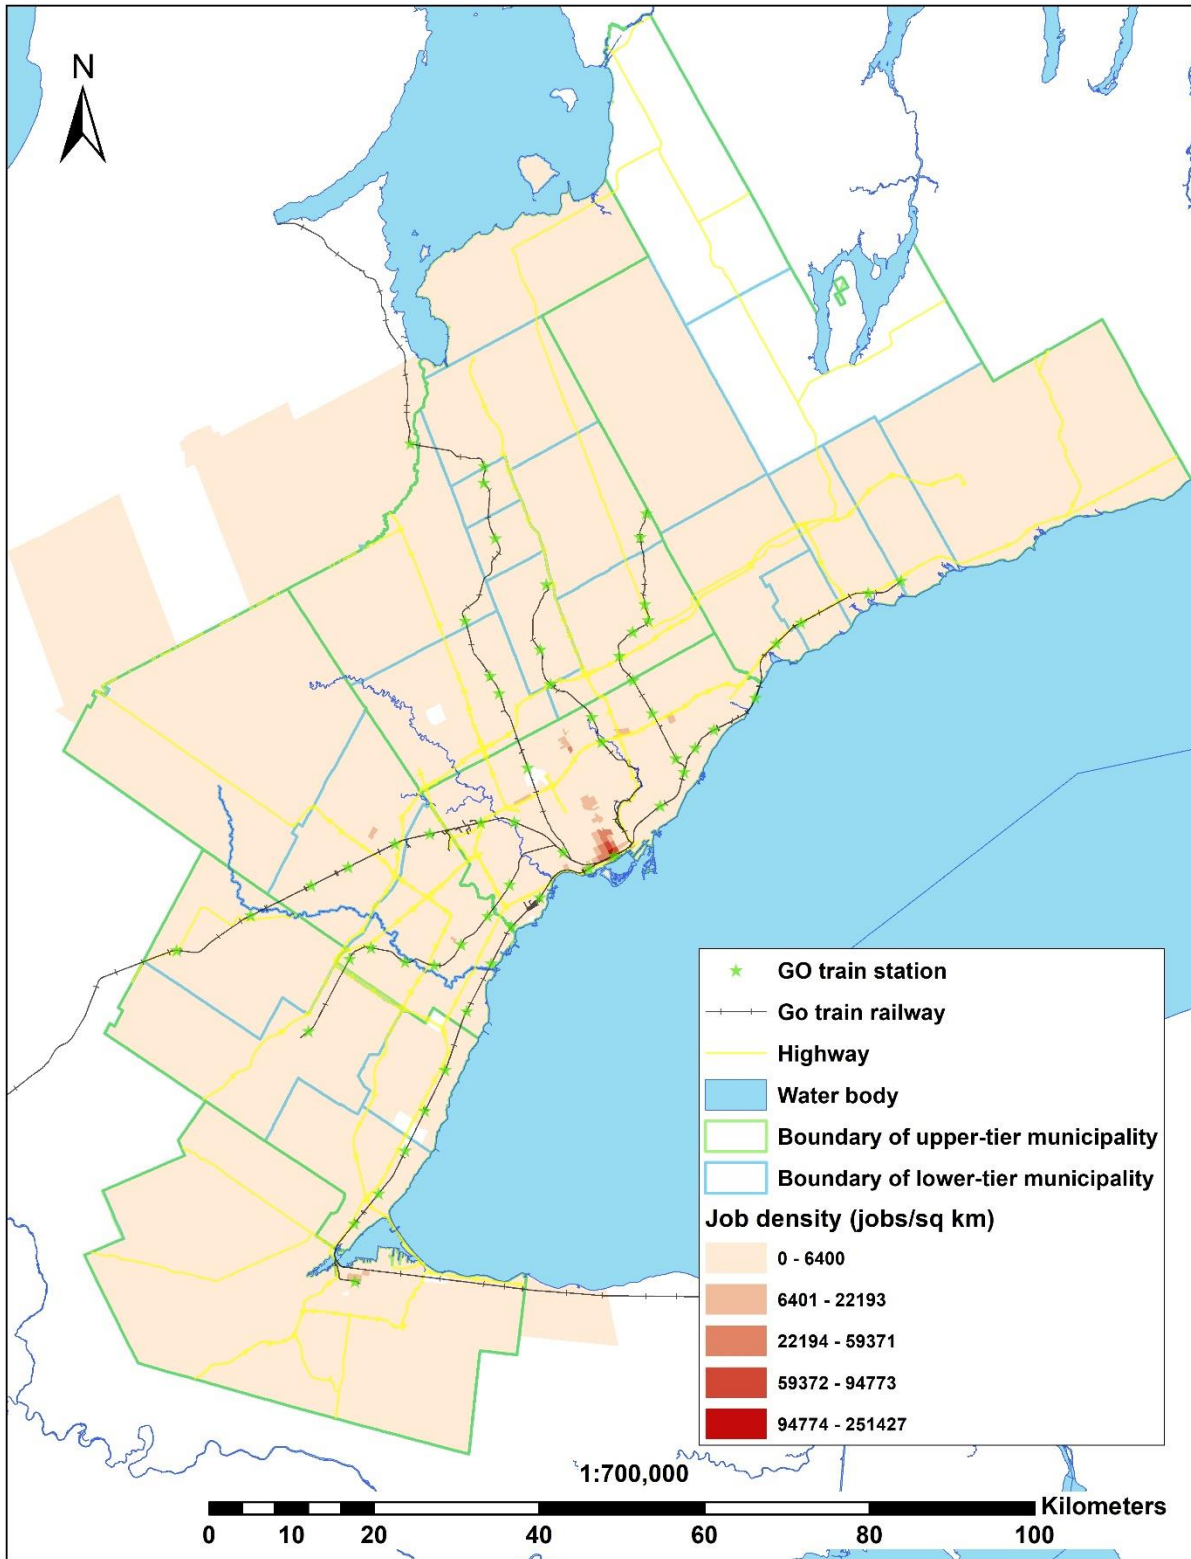 N
GO train station
Go train railway
Highway
Water body
Boundary of upper-tier municipality
Boundary of lower-tier municipality
Job density (jobs/sq km)
0 - 6400
6401 - 22193
22194 - 59371
59372 - 94773
94774 - 251427
1:700,000
Kilometers
0 10 20 40 60 80 100